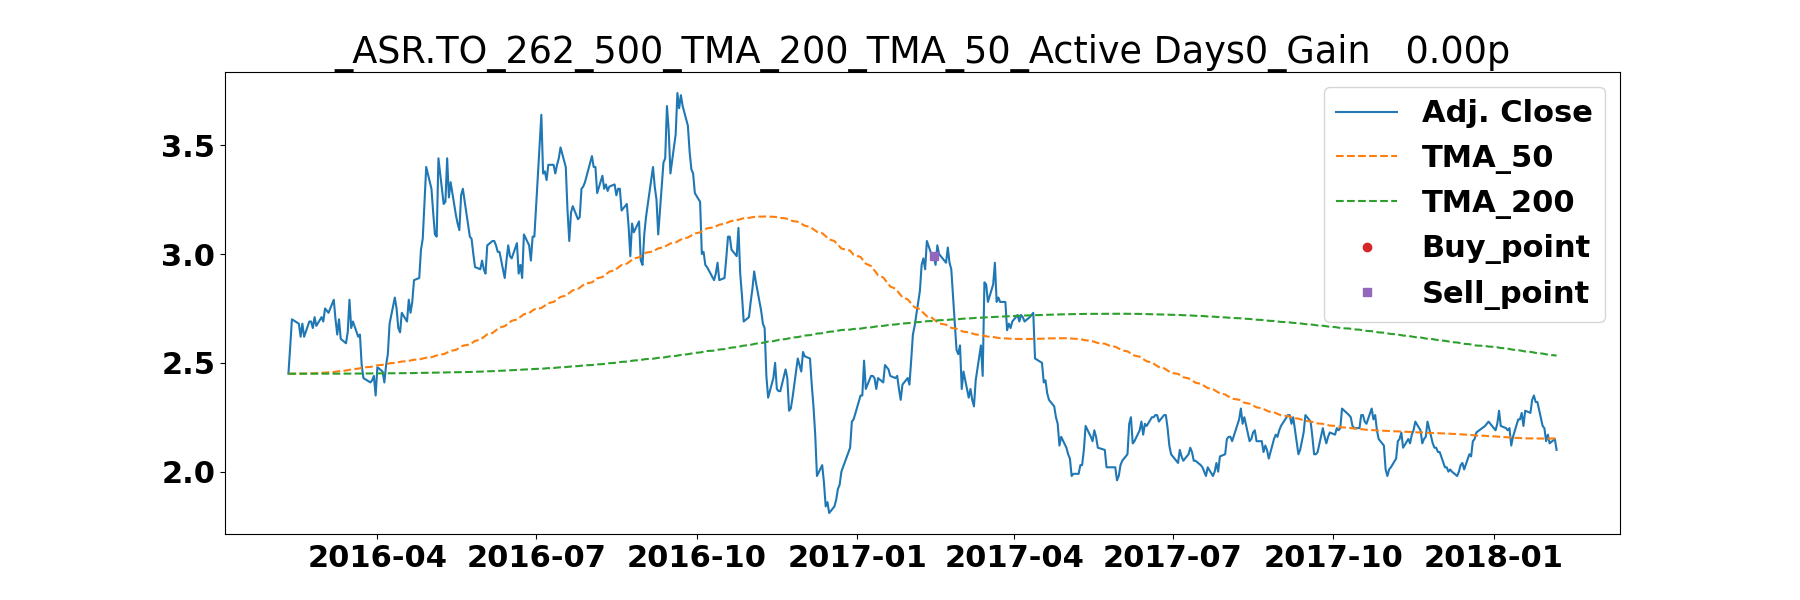 _ASR.TO_262_500_TMA_200_TMA_50_Active Days0_Gain   0.00p
Adj. Close
TMA_50
TMA_200
Buy_point
Sell_point
3.5
3.0
2.5
2.0
2016-04 2016-07 2016-10 2017-01 2017-04 2017-07 2017-10 2018-01